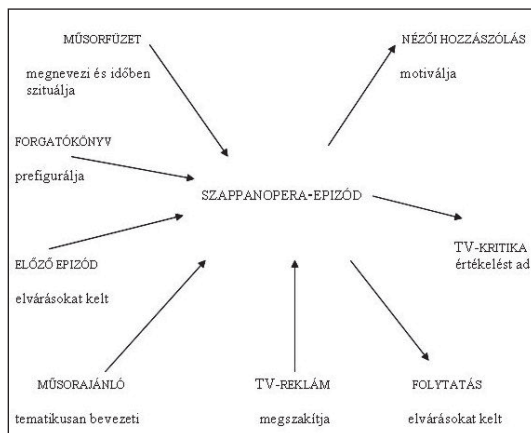 MŰSORFÜZET
megnevezi és időben
szituálja
NÉZŐI HOZZÁSZÓLÁS
motiválja
FORGATÓKÖNYV
prefigurálja
SZAPPANOPERA-EPIZÓD
ELŐZŐ EPIZÓD
elvárásokat kelt
TV-KRITIKA
értékelést ad
MŰSORAJÁNLÓ
tematikusan bevezeti
TV-REKLÁM
megszakítja
FOLYTATÁS
elvárásokat kelt